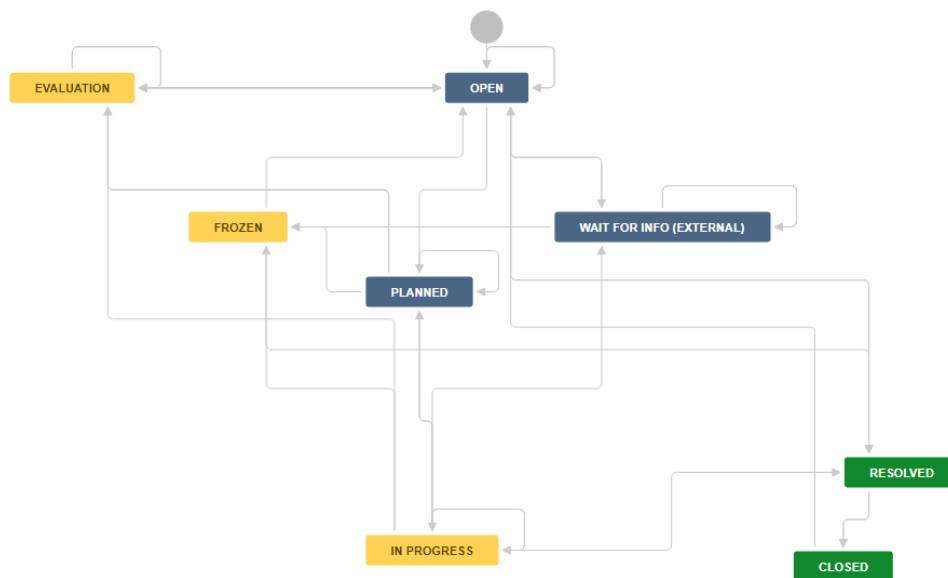 EVALUATION
OPEN
FROZEN
WAIT FOR INFO (EXTERNAL)
PLANNED
RESOLVED
IN PROGRESS
CLOSED